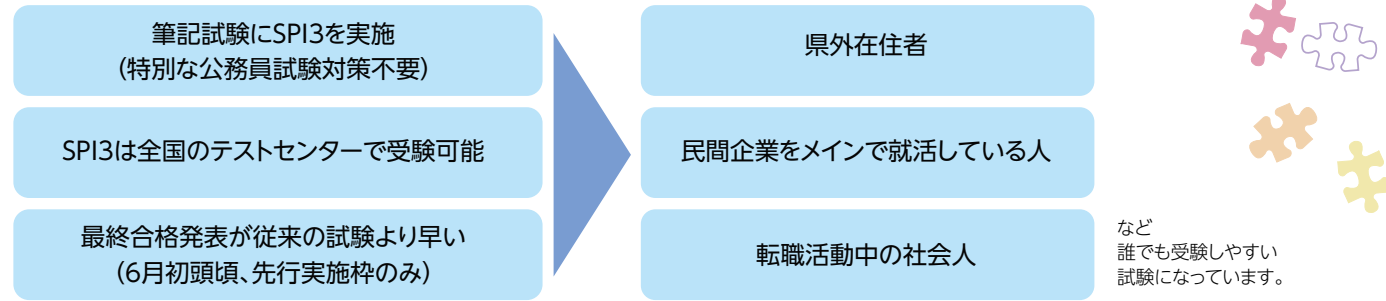 筆記試験にSPI3を実施
（特別な公務員試験対策不要）
SPI3は全国のテストセンターで受験可能
最終合格発表が従来の試験より早い
（6月初頭頃、先行実施枠のみ）
県外在住者
民間企業をメインで就活している人
転職活動中の社会人
など
誰でも受験しやすい
試験になっています。